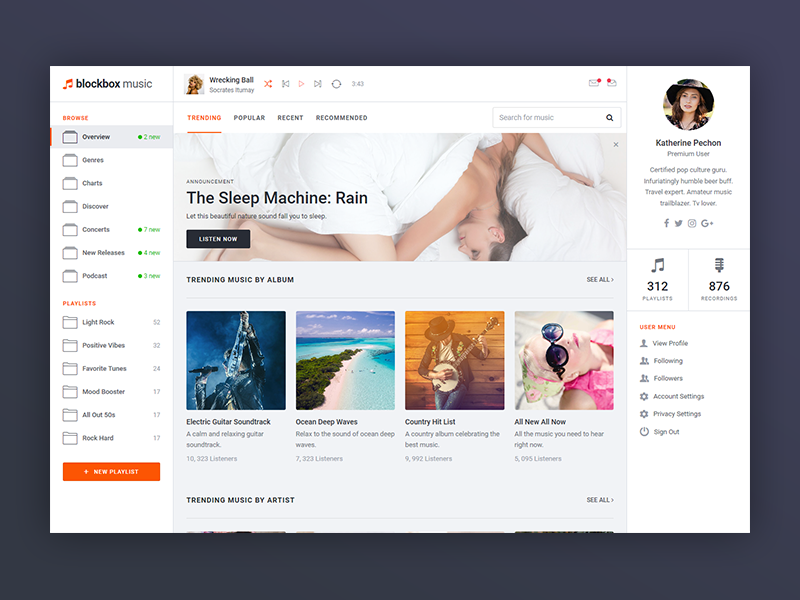 blockbox music
Wrecking Ball
Socrates Itumay
3:43
BROWSE
Overview
2 new
Genres
Charts
Discover
Concerts
7 new
New Releases
4 new
Podcast
3 new
PLAYLISTS
Light Rock
52
Positive Vibes
32
Favorite Tunes
24
Mood Booster
17
All Out 50s
17
Rock Hard
17
+ NEW PLAYLIST
TRENDING
POPULAR
RECENT
RECOMMENDED
Search for music
ANNOUNCEMENT
The Sleep Machine: Rain
Let this beautiful nature sound fall you to sleep.
LISTEN NOW
TRENDING MUSIC BY ALBUM
SEE ALL ›
Electric Guitar Soundtrack
A calm and relaxing guitar
soundtrack.
10, 323 Listeners
Ocean Deep Waves
Relax to the sound of ocean deep
waves.
7, 323 Listeners
Country Hit List
A country album celebrating the
best music.
9, 992 Listeners
All New All Now
All the music you need to hear
right now.
5, 095 Listeners
TRENDING MUSIC BY ARTIST
SEE ALL ›
Katherine Pechon
Premium User
Certified pop culture guru.
Infuriatingly humble beer buff.
Travel expert. Amateur music
trailblazer. Tv lover.
312
PLAYLISTS
876
RECORDINGS
USER MENU
View Profile
Following
Followers
Account Settings
Privacy Settings
Sign Out